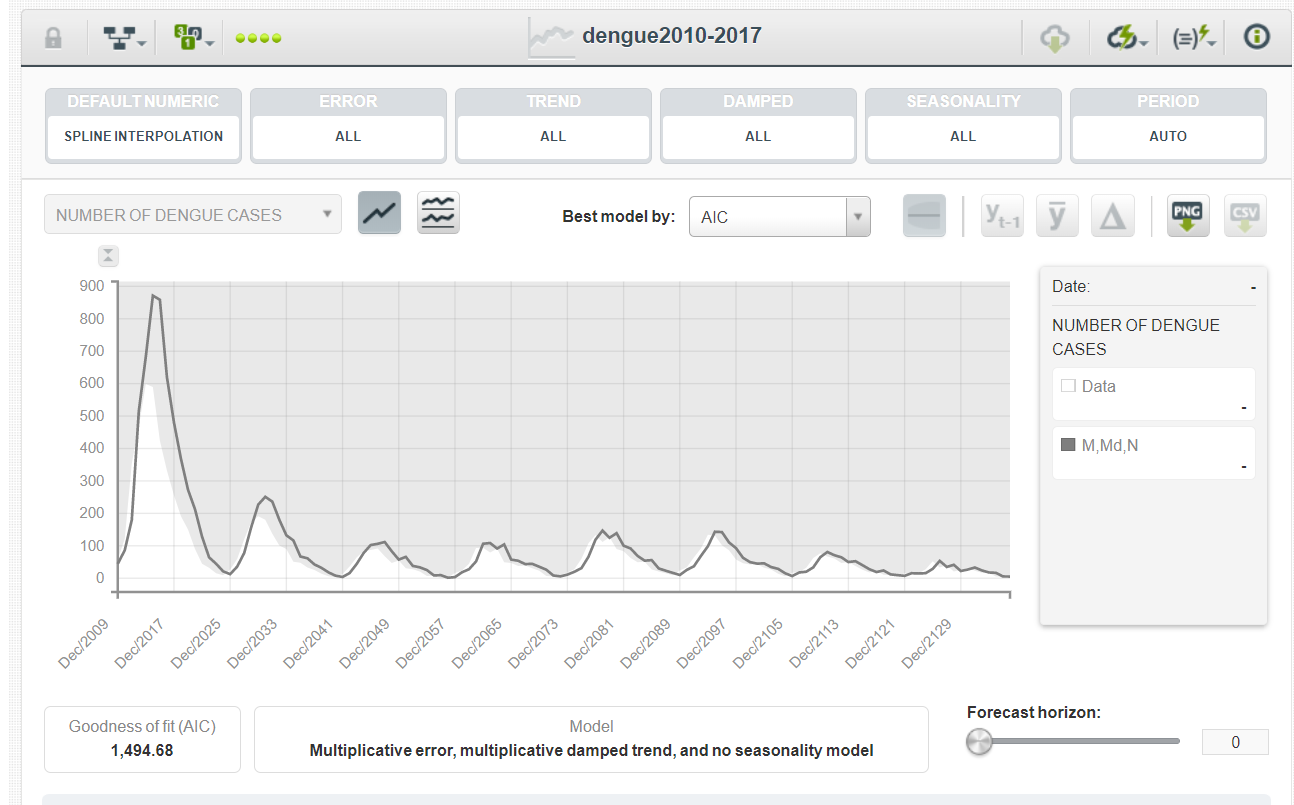 dengue2010-2017
DEFAULT NUMERIC
ERROR
TREND
DAMPED
SEASONALITY
PERIOD
SPLINE INTERPOLATION
ALL
ALL
ALL
ALL
AUTO
NUMBER OF DENGUE CASES
Best model by:
AIC
yt-1
y̅
Δ
PNG
CSV
900
800
700
600
500
400
300
200
100
0
Dec/2009
Dec/2017
Dec/2025
Dec/2033
Dec/2041
Dec/2049
Dec/2057
Dec/2065
Dec/2073
Dec/2081
Dec/2089
Dec/2097
Dec/2105
Dec/2113
Dec/2121
Dec/2129
Date: -
NUMBER OF DENGUE
CASES
Data
-
M,Md,N
-
Goodness of fit (AIC)
1,494.68
Model
Multiplicative error, multiplicative damped trend, and no seasonality model
Forecast horizon:
0